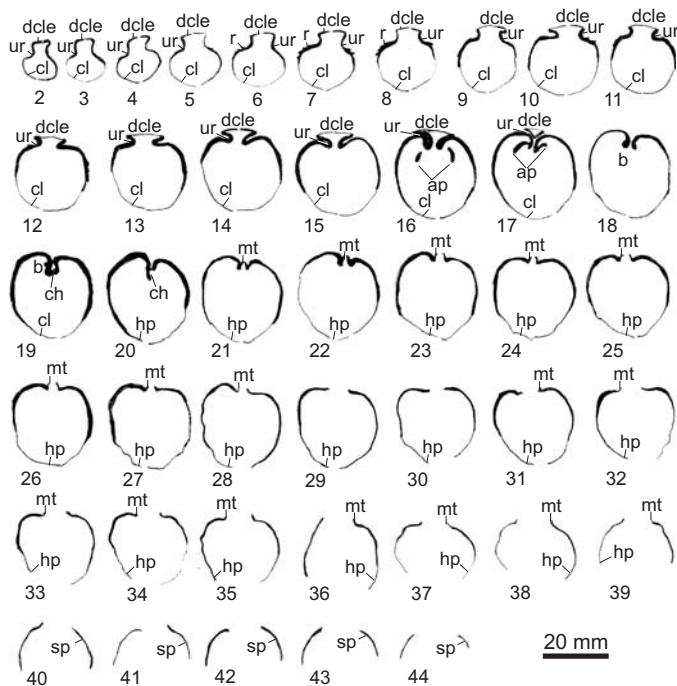 dcle dcle dcle dcle dcle dcle dcle dcle dcle dcle
ur ur ur ur r ur r ur r ur ur ur ur
cl cl cl cl cl cl cl cl cl cl
2 3 4 5 6 7 8 9 10 11
dcle dcle dcle dcle dcle dcle
ur ur ur ur ur ur b
ap ap
cl cl cl cl cl cl
12 13 14 15 16 17 18
mt mt mt mt mt
b ch ch
cl hp hp hp hp hp hp
19 20 21 22 23 24 25
mt mt mt mt mt
hp hp hp hp hp hp hp
26 27 28 29 30 31 32
mt mt mt mt mt mt mt
hp hp hp hp hp hp hp
33 34 35 36 37 38 39
sp sp sp sp sp
40 41 42 43 44
20 mm